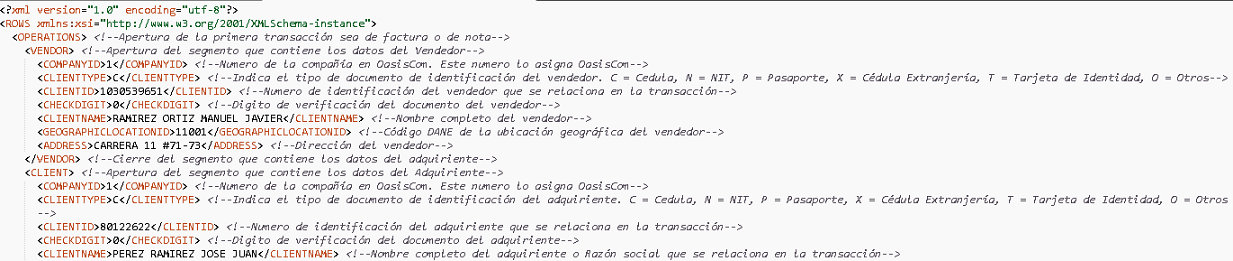 <?xml version="1.0" encoding="utf-8"?>
<ROWS xmlns:xsi="http://www.w3.org/2001/XMLSchema-instance">
<OPERATIONS> <!--Apertura de la primera transacción sea de factura o de nota-->
<VENDOR> <!--Apertura del segmento que contiene los datos del Vendedor-->
<COMPANYID>1</COMPANYID> <!--Numero de la compañía en OasisCom. Este numero lo asigna OasisCom-->
<CLIENTTYPE>C</CLIENTTYPE> <!--Indica el tipo de documento de identificación del vendedor. C = Cedula, N = NIT, P = Pasaporte, X = Cédula Extranjería, T = Tarjeta de Identidad, O = Otros-->
<CLIENTID>1030539651</CLIENTID> <!--Numero de identificación del vendedor que se relaciona en la transacción-->
<CHECKDIGIT>0</CHECKDIGIT> <!--Digito de verificación del documento del vendedor-->
<CLIENTNAME>RAMIREZ ORTIZ MANUEL JAVIER</CLIENTNAME> <!--Nombre completo del vendedor-->
<GEOGRAPHICLOCATIONID>11001</GEOGRAPHICLOCATIONID> <!--Código DANE de la ubicación geográfica del vendedor-->
<ADDRESS>CARRERA 11 #71-73</ADDRESS> <!--Dirección del vendedor-->
</VENDOR> <!--Cierre del segmento que contiene los datos del adquiriente-->
<CLIENT> <!--Apertura del segmento que contiene los datos del Adquiriente-->
<COMPANYID>1</COMPANYID> <!--Numero de la compañía en OasisCom. Este numero lo asigna OasisCom-->
<CLIENTTYPE>C</CLIENTTYPE> <!--Indica el tipo de documento de identificación del adquiriente. C = Cedula, N = NIT, P = Pasaporte, X = Cédula Extranjería, T = Tarjeta de Identidad, O = Otros
-->
<CLIENTID>80122622</CLIENTID> <!--Numero de identificación del adquiriente que se relaciona en la transacción-->
<CHECKDIGIT>0</CHECKDIGIT> <!--Digito de verificación del documento del adquiriente-->
<CLIENTNAME>PEREZ RAMIREZ JOSE JUAN</CLIENTNAME> <!--Nombre completo del adquiriente o Razón social que se relaciona en la transacción-->